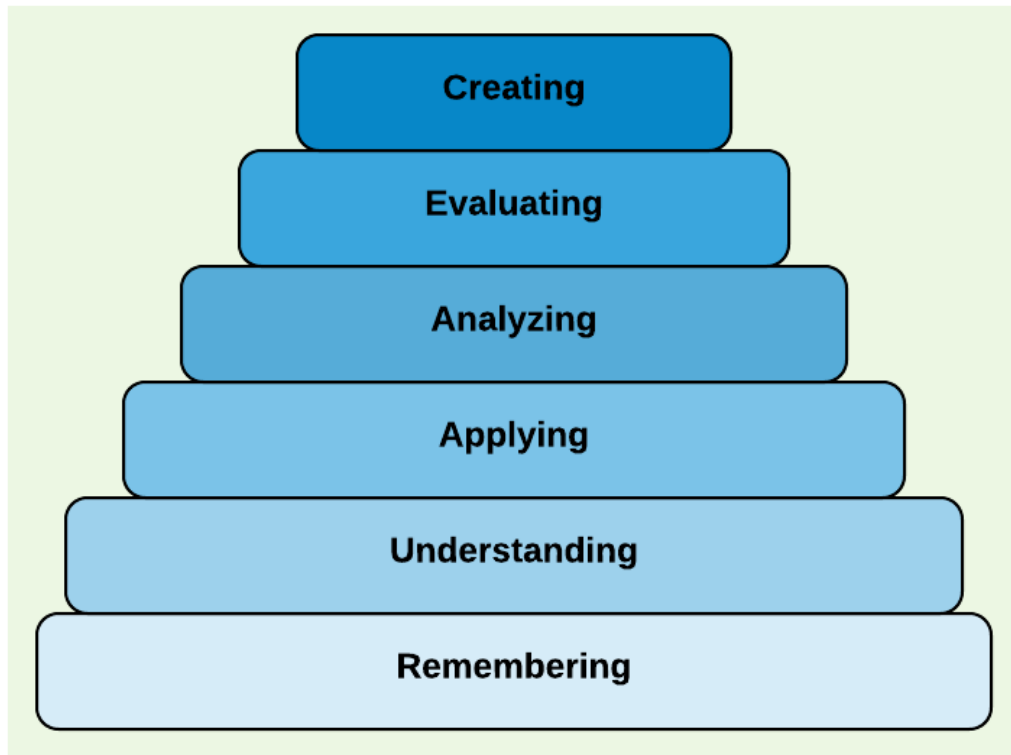 Creating
Evaluating
Analyzing
Applying
Understanding
Remembering